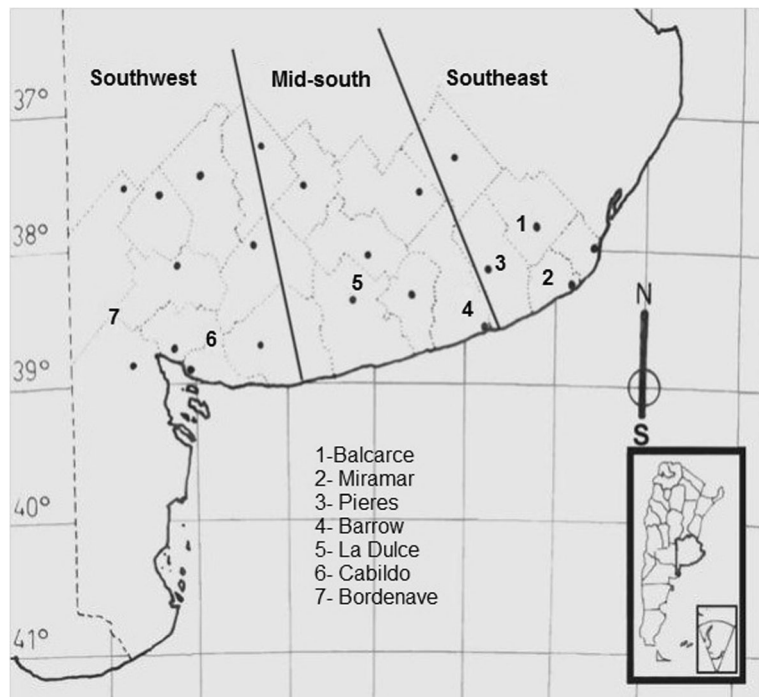 Southwest
Mid-south
Southeast
37°
38°
39°
40°
41°
1
2
3
4
5
6
7
N
S
1-Balcarce
2- Miramar
3- Pieres
4- Barrow
5- La Dulce
6- Cabildo
7- Bordenave